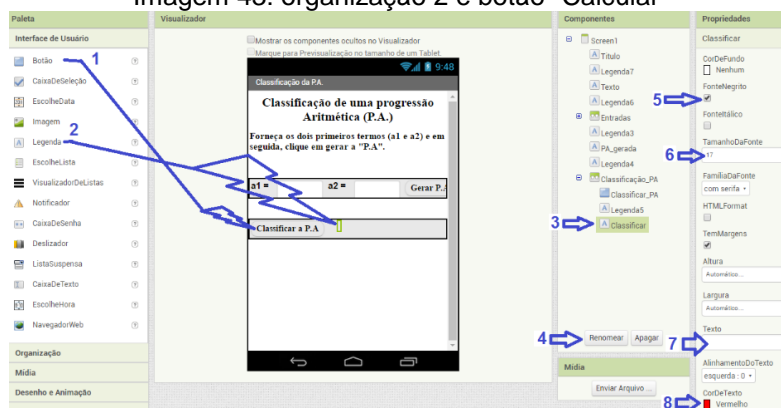 Imagem 48: organização 2 e botão "Calcular"
Paleta
Interface de Usuário
Botão
CaixaDeSeleção
EscolheData
Imagem
Legenda
EscolheLista
VisualizadorDeListas
Notificador
CaixaDeSenha
Deslizador
ListaSuspensa
CaixaDeTexto
EscolheHora
NavegadorWeb
Organização
Mídia
Desenho e Animação
1
2
Visualizador
Mostrar os componentes ocultos no Visualizador
Marque para Previsualização no tamanho de um Tablet.
9:48
Classificação da P.A.
Classificação de uma progressão
Aritmética (P.A.)
Forneça os dois primeiros termos (a1 e a2) e em
seguida, clique em gerar a "P.A".
a1 = a2 = Gerar P.A
Classificar a P.A
Componentes
Screen1
Titulo
Legenda7
Texto
Legenda6
Entradas
Legenda3
PA_gerada
Legenda4
Classificação_PA
Classificar_PA
Legenda5
3 Classificar
4 Renomear Apagar
Mídia
Enviar Arquivo ...
Propriedades
Classificar
CorDeFundo
Nenhum
FonteNegrito
5
FonteItálico
TamanhoDaFonte
6 17
FamíliaDaFonte
com serifa
HTMLFormat
TemMargens
Altura
Automático...
Largura
Automático...
Texto
7
AlinhamentoDoTexto
esquerda : 0
CorDeTexto
8 Vermelho